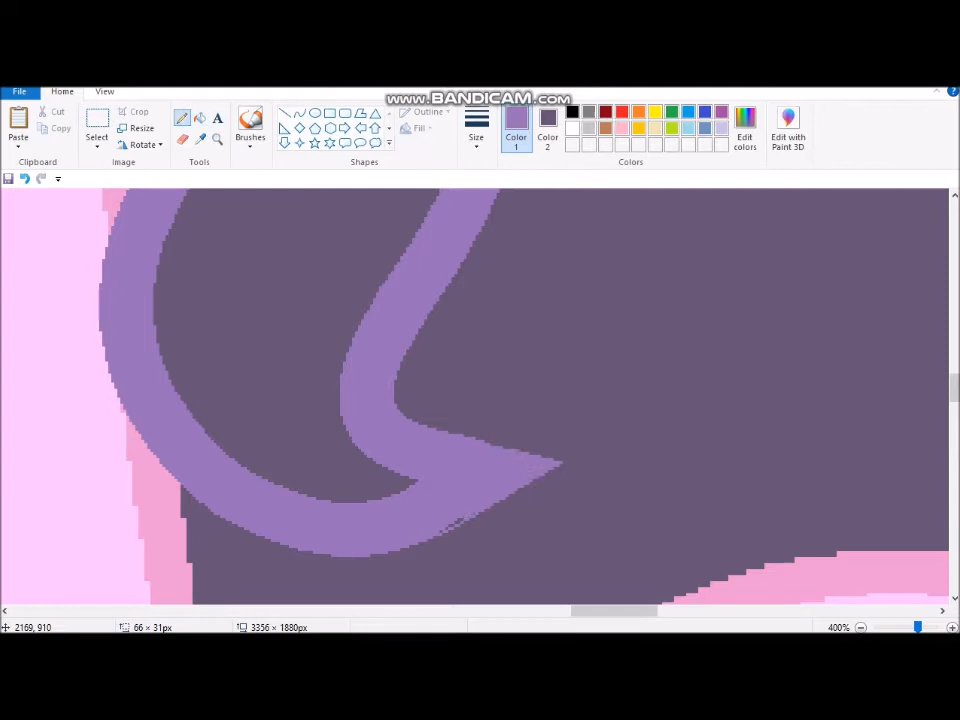 www.BANDICAM.com
File Home View
Paste
Cut
Copy
Clipboard
Select
Crop
Resize
Rotate
Image
Tools
Brushes
Shapes
Outline
Fill
Size
Color 1
Color 2
Colors
Edit colors
Edit with Paint 3D
2169, 910
66 × 31px
3356 × 1880px
400%